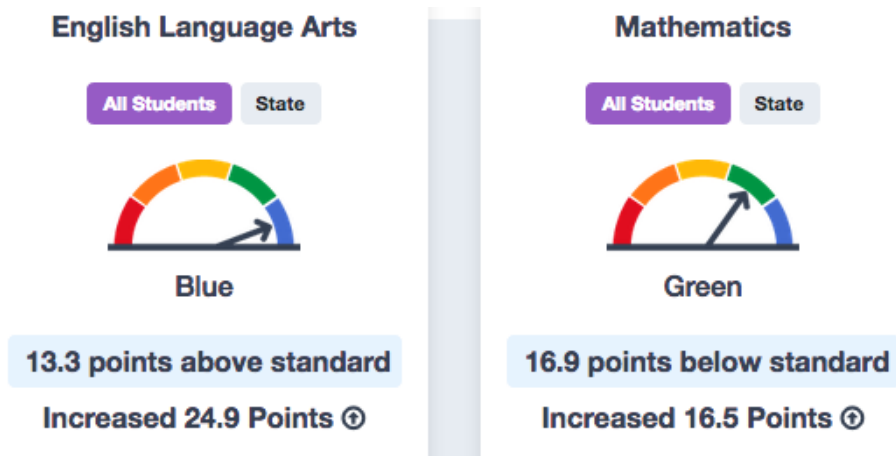 English Language Arts
All Students State
Blue
13.3 points above standard
Increased 24.9 Points
Mathematics
All Students State
Green
16.9 points below standard
Increased 16.5 Points